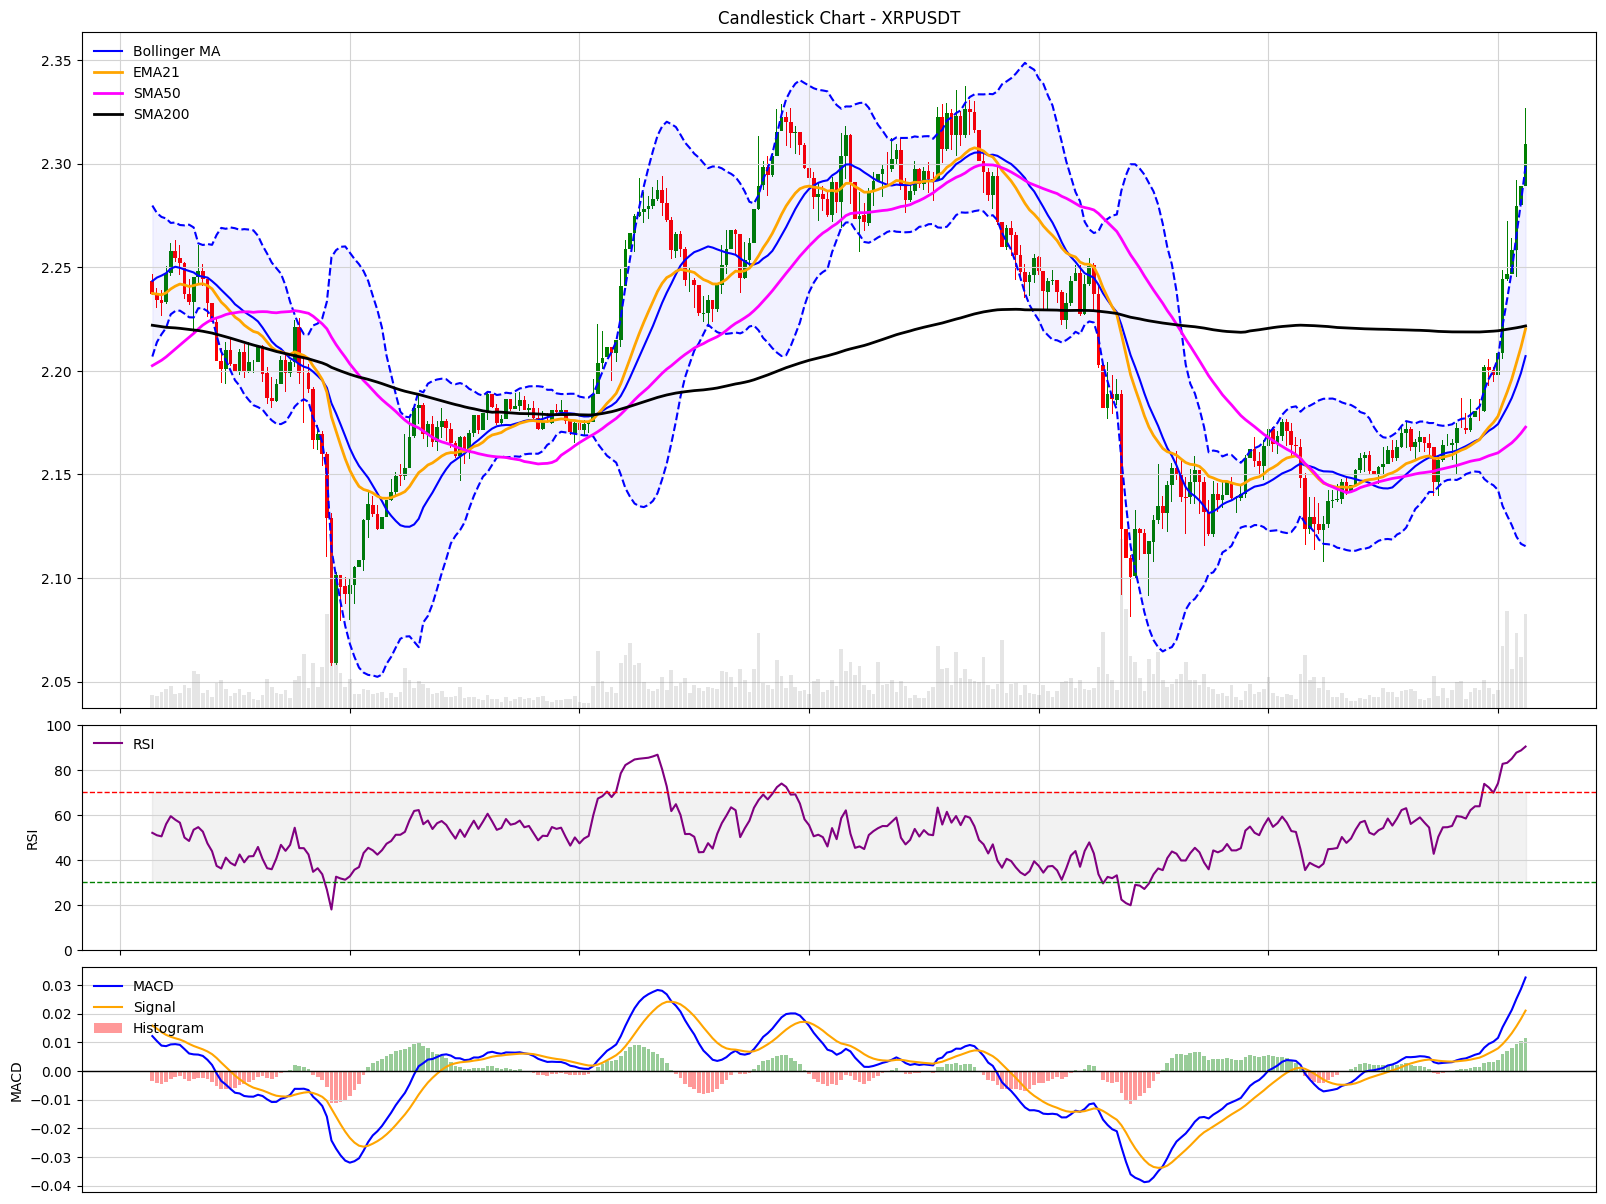 Candlestick Chart - XRPUSDT
Bollinger MA
EMA21
SMA50
SMA200
2.35
2.30
2.25
2.20
2.15
2.10
2.05
RSI
RSI
100
80
60
40
20
0
MACD
Signal
Histogram
MACD
0.03
0.02
0.01
0.00
−0.01
−0.02
−0.03
−0.04